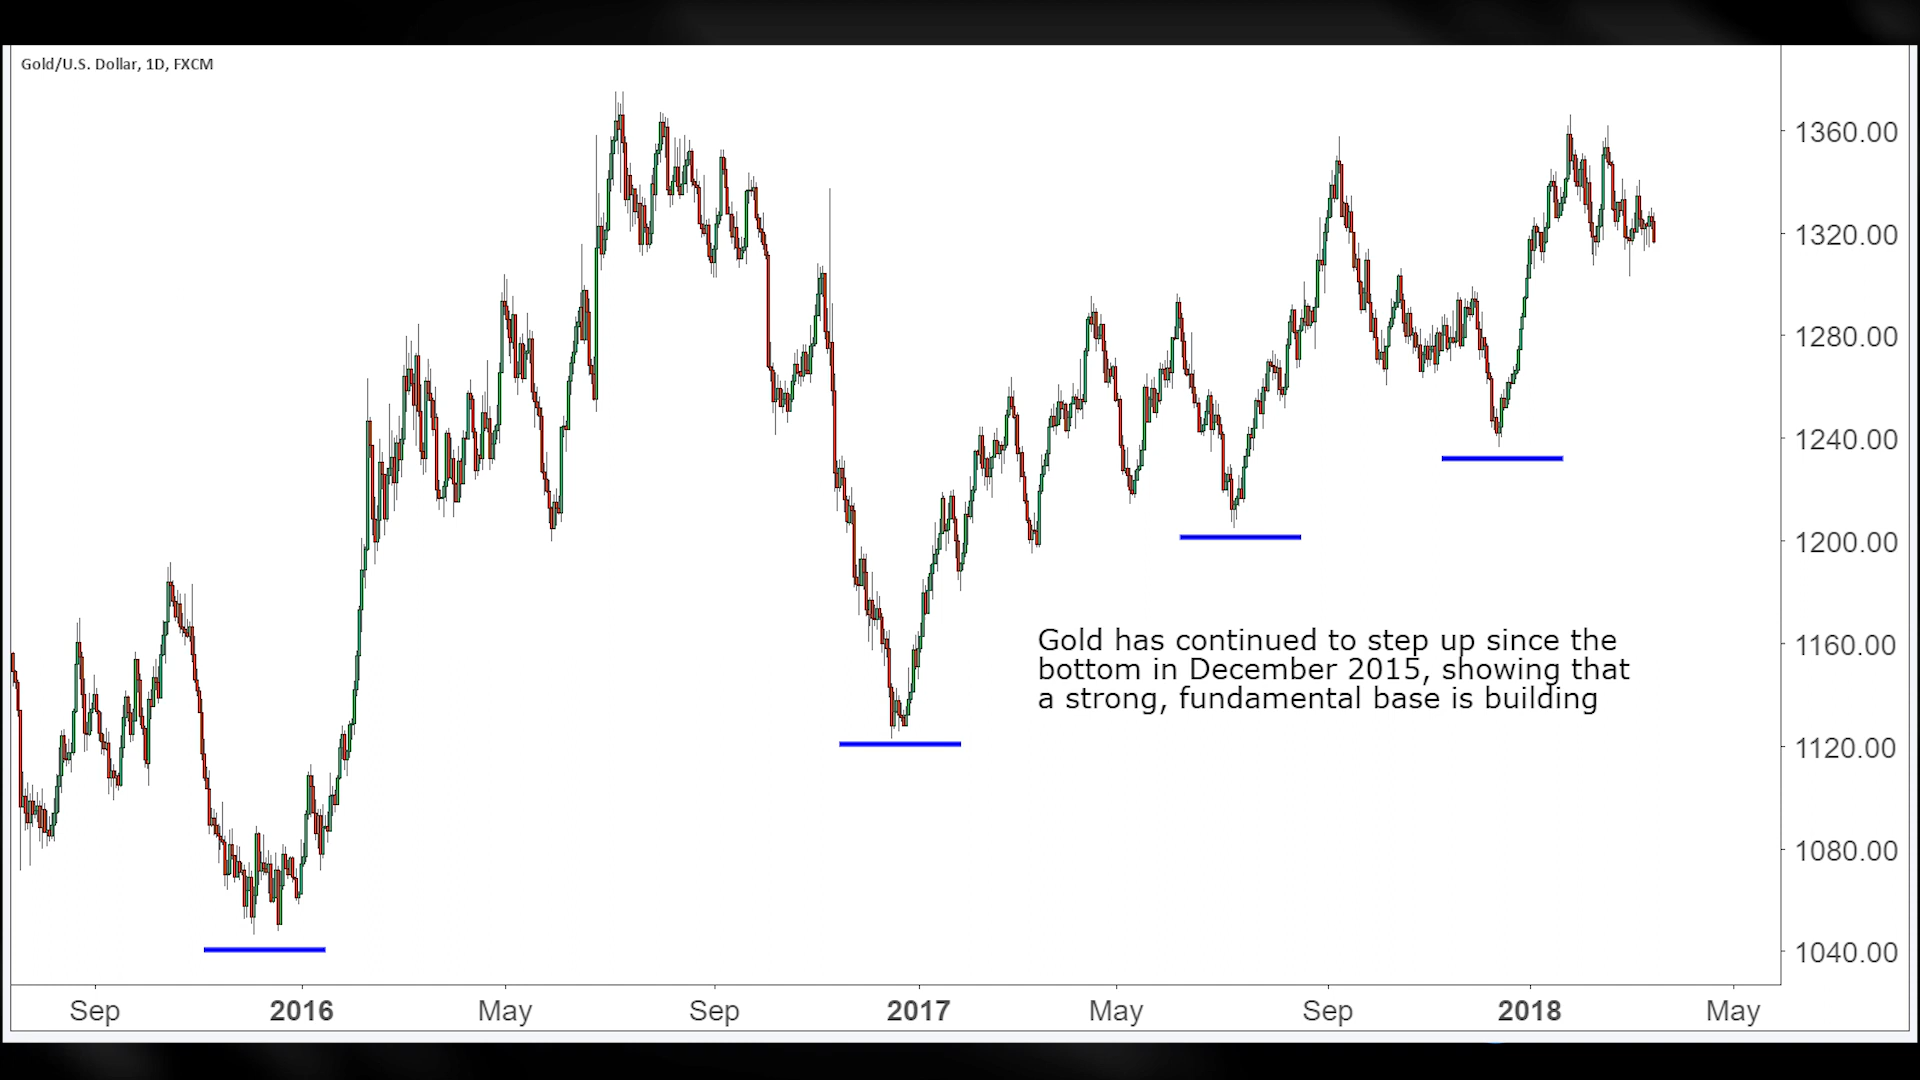 Gold/U.S. Dollar, 1D, FXCM
1360.00
1320.00
1280.00
1240.00
1200.00
Gold has continued to step up since the
bottom in December 2015, showing that
a strong, fundamental base is building
1160.00
1120.00
1080.00
1040.00
Sep 2016 May Sep 2017 May Sep 2018 May